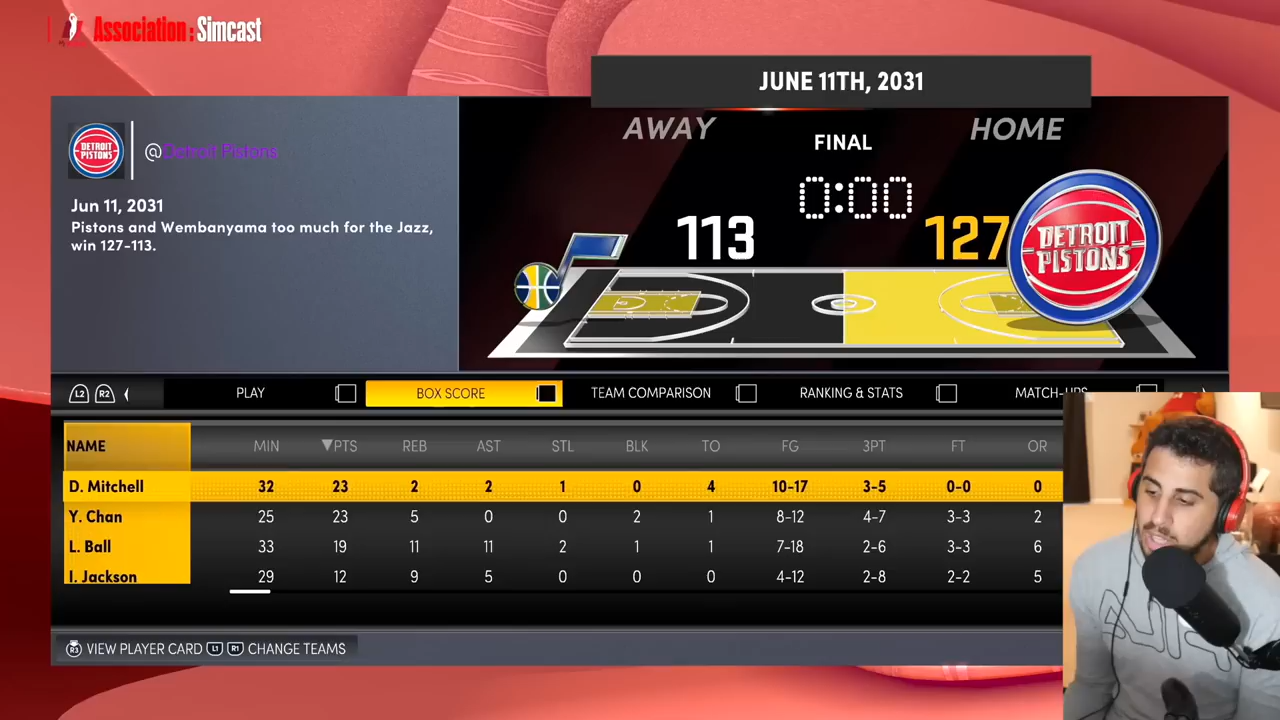 Association: Simcast
JUNE 11TH, 2031
DETROIT
PISTONS
@Detroit Pistons
Jun 11, 2031
Pistons and Wembanyama too much for the Jazz,
win 127-113.
AWAY
FINAL
HOME
0:00
113
127
DETROIT
PISTONS
L2 R2 PLAY BOX SCORE TEAM COMPARISON RANKING & STATS
NAME MIN ▼PTS REB AST STL BLK TO FG 3PT FT OR
D. Mitchell 32 23 2 2 1 0 4 10-17 3-5 0-0 0
Y. Chan 25 23 5 0 0 2 1 8-12 4-7 3-3 2
L. Ball 33 19 11 11 2 1 1 7-18 2-6 3-3 6
I. Jackson 29 12 9 5 0 0 0 4-12 2-8 2-2 5
R3 VIEW PLAYER CARD L1 R1 CHANGE TEAMS